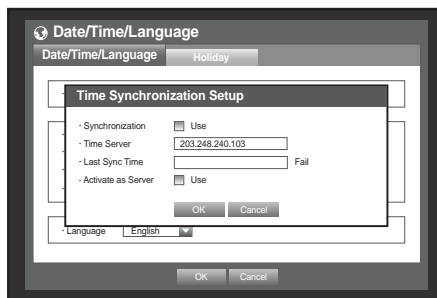 Date/Time/Language
Date/Time/Language Holiday
Time Synchronization Setup
· Synchronization Use
· Time Server 203.248.240.103
· Last Sync Time Fail
· Activate as Server Use
OK Cancel
· Language English
OK Cancel